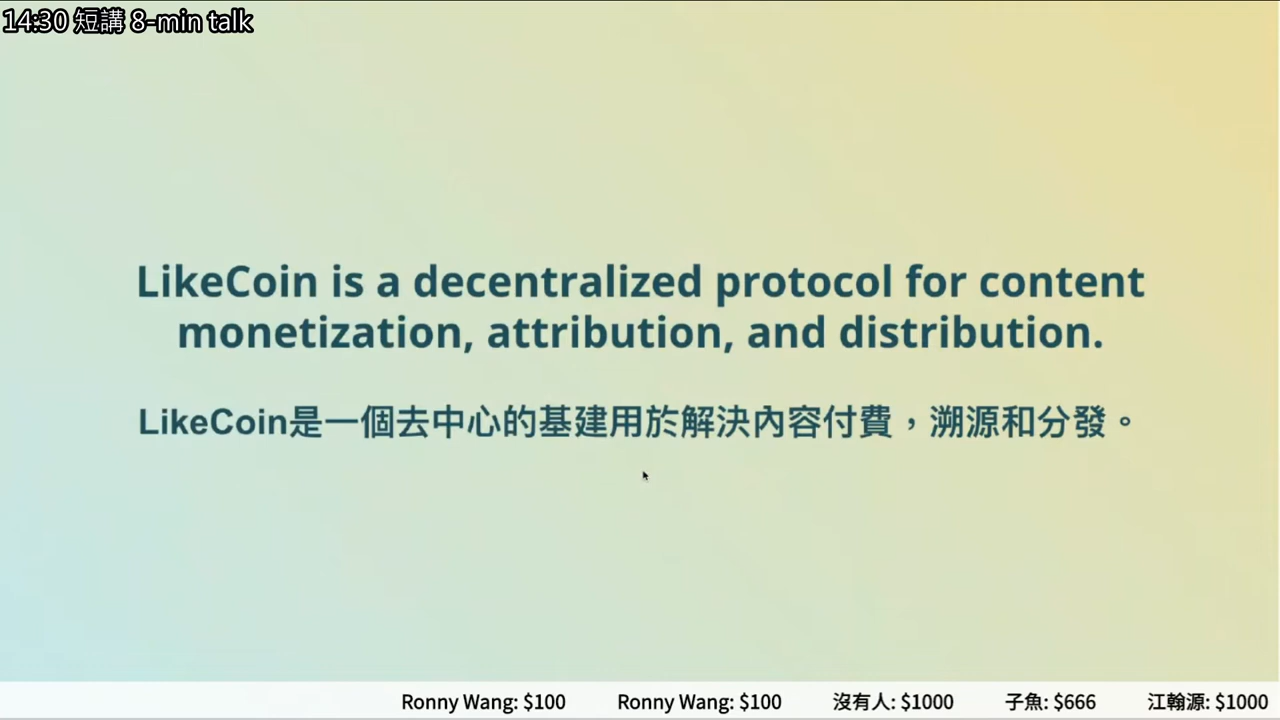 14:30 短講 8-min talk
LikeCoin is a decentralized protocol for content
monetization, attribution, and distribution.
LikeCoin是一個去中心的基建用於解決內容付費，溯源和分發。
Ronny Wang: $100 Ronny Wang: $100 沒有人: $1000 子魚: $666 江翰源: $1000